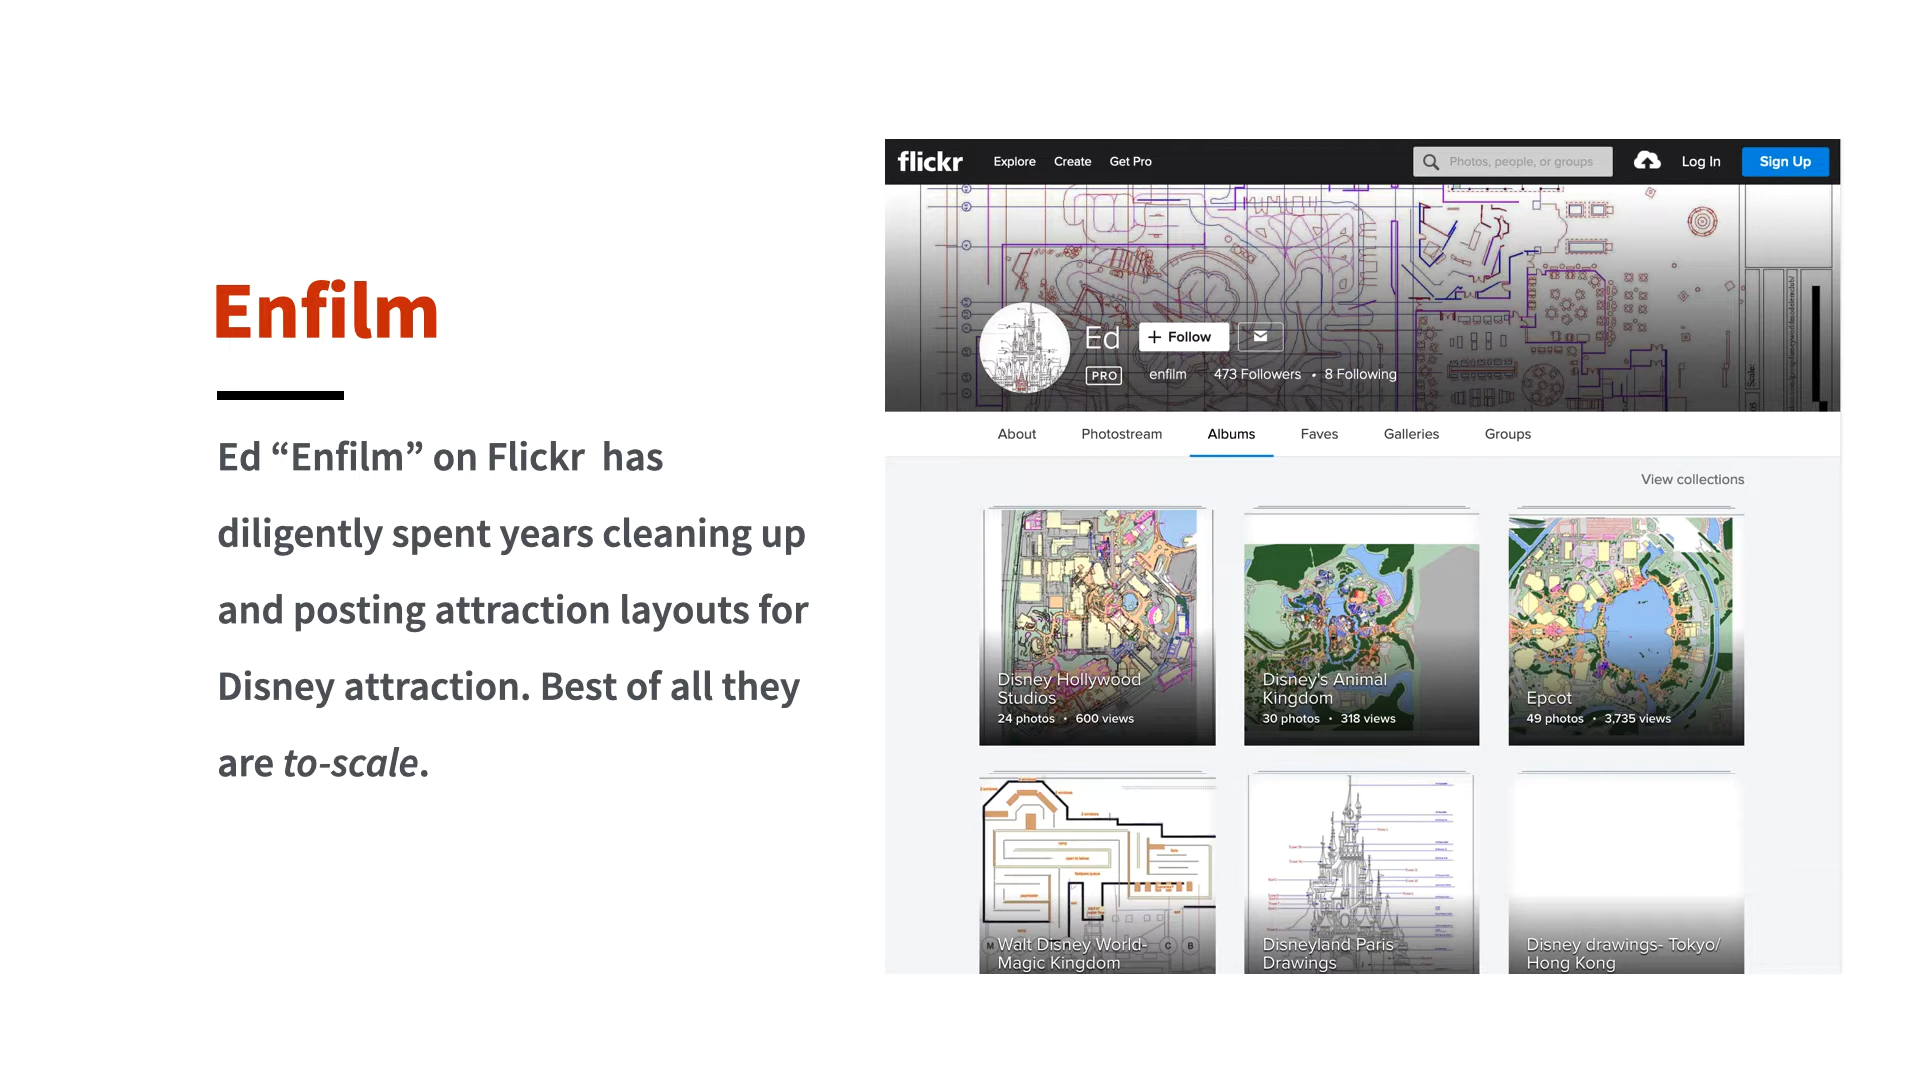 Enfilm
Ed “Enfilm” on Flickr  has
diligently spent years cleaning up
and posting attraction layouts for
Disney attraction. Best of all they
are to-scale.
flickr Explore Create Get Pro Photos, people, or groups Log In Sign Up
Ed + Follow
PRO enfilm 473 Followers • 8 Following
About Photostream Albums Faves Galleries Groups
View collections
Disney Hollywood
Studios
24 photos • 600 views
Disney's Animal
Kingdom
30 photos • 318 views
Epcot
49 photos • 3,735 views
Walt Disney World-
Magic Kingdom
M C B
Disneyland Paris
Drawings
Disney drawings- Tokyo/
Hong Kong